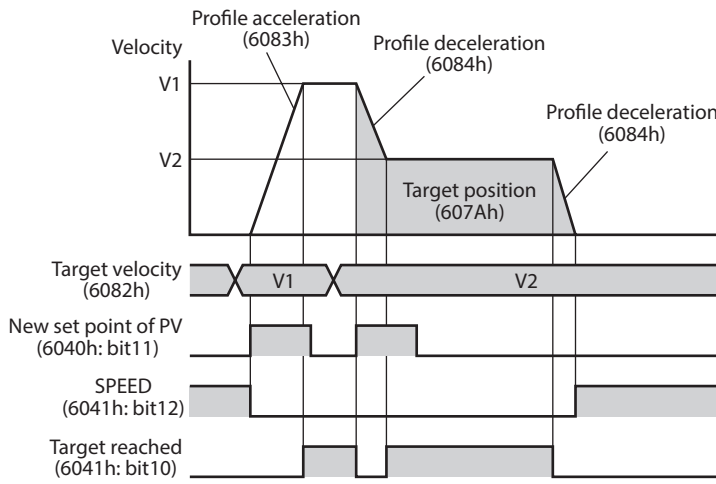 Profile acceleration
(6083h)
Velocity
Profile deceleration
(6084h)
V1
Profile deceleration
(6084h)
V2
Target position
(607Ah)
Target velocity
(6082h)
V1
V2
New set point of PV
(6040h: bit11)
SPEED
(6041h: bit12)
Target reached
(6041h: bit10)